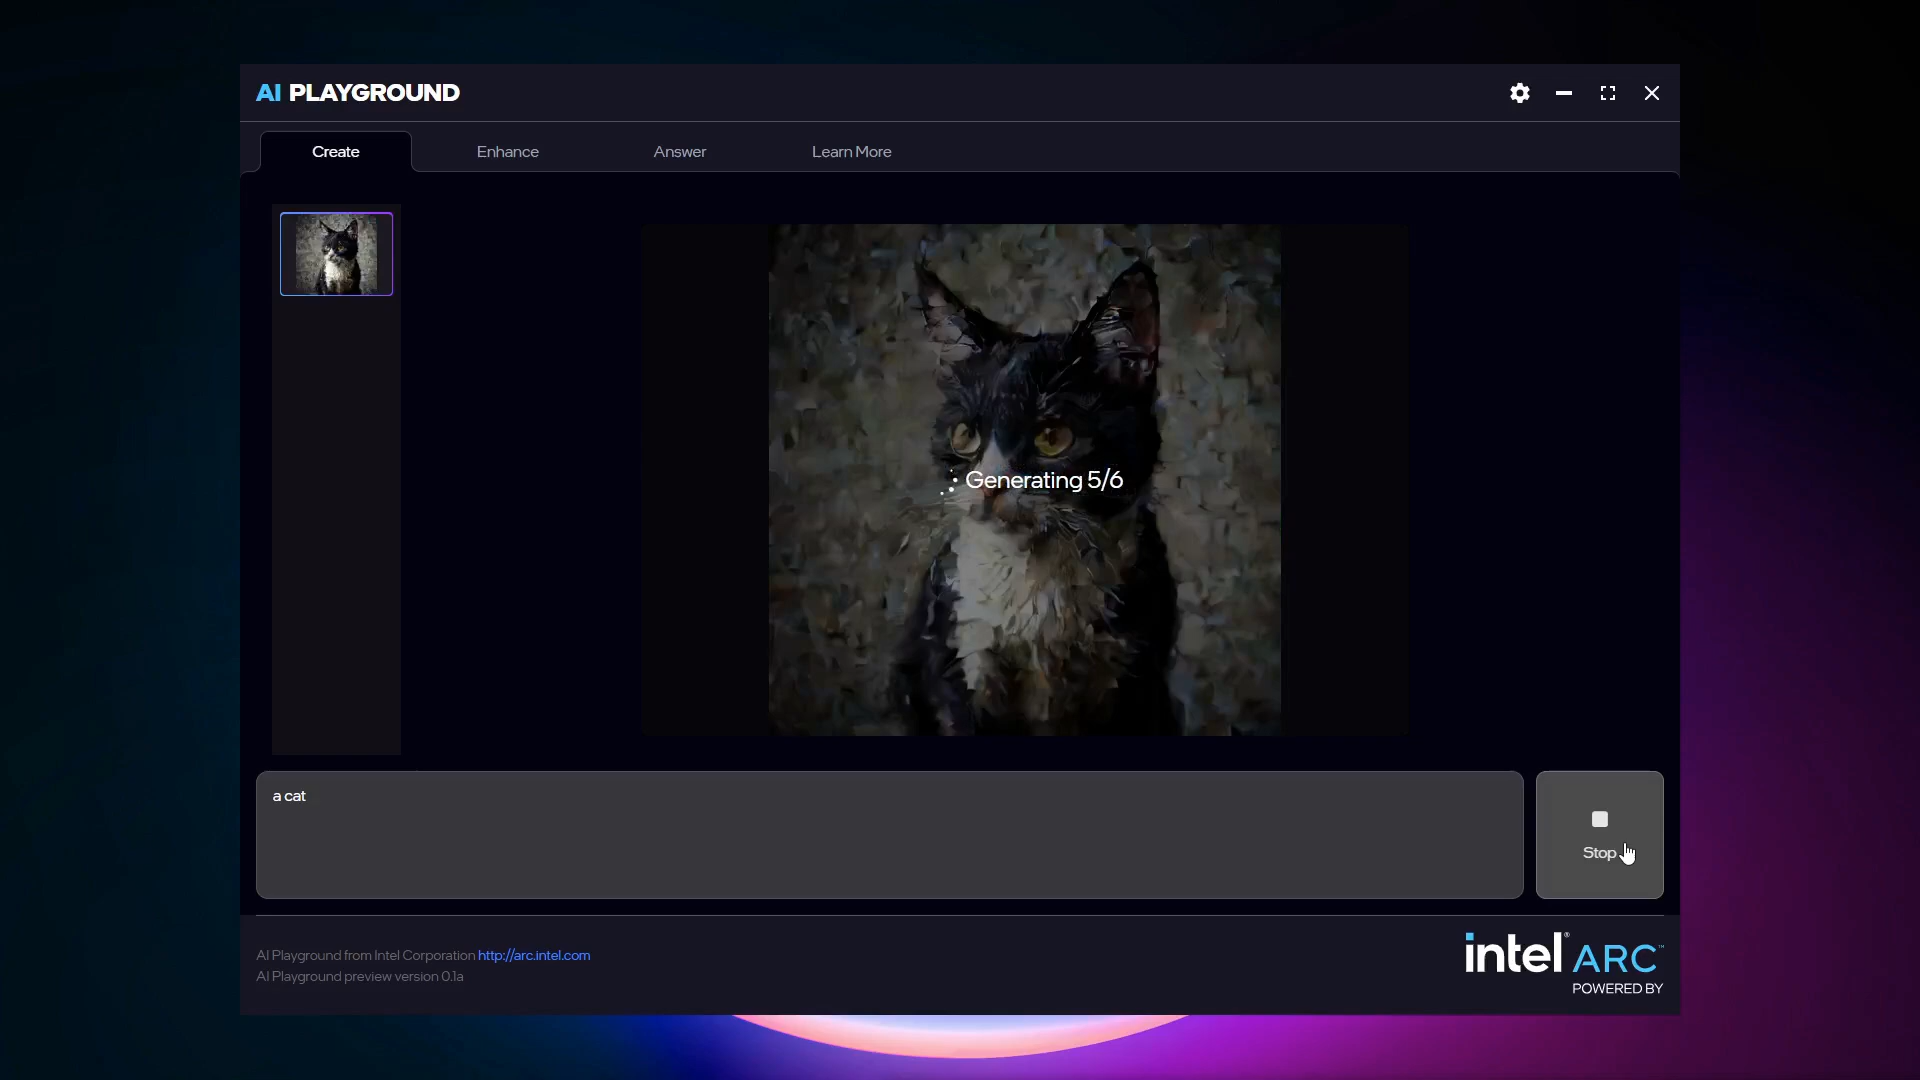 AI PLAYGROUND
Create
Enhance
Answer
Learn More
Generating 5/6
a cat
Stop
AI Playground from Intel Corporation http://arc.intel.com
AI Playground preview version 0.1a
intel® ARC™
POWERED BY